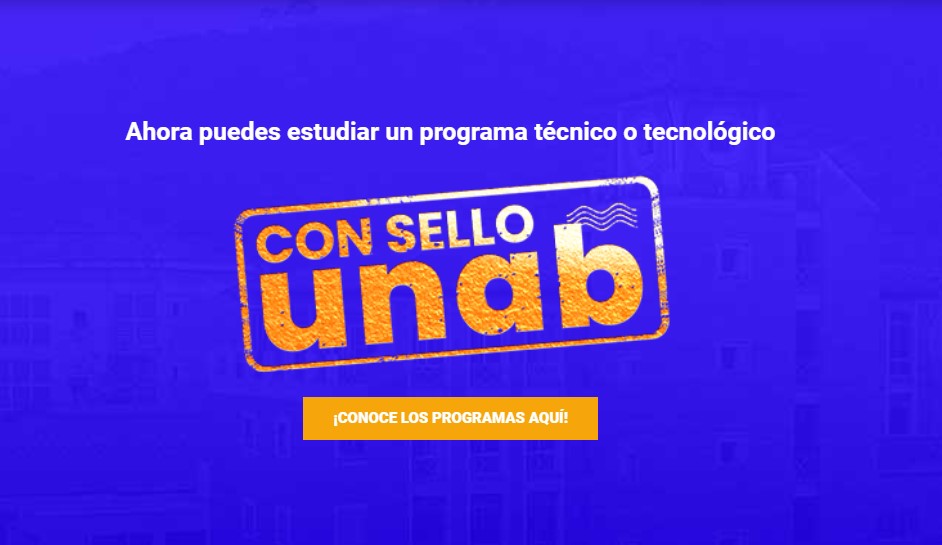 Ahora puedes estudiar un programa técnico o tecnológico
CON SELLO
unab
¡CONOCE LOS PROGRAMAS AQUÍ!